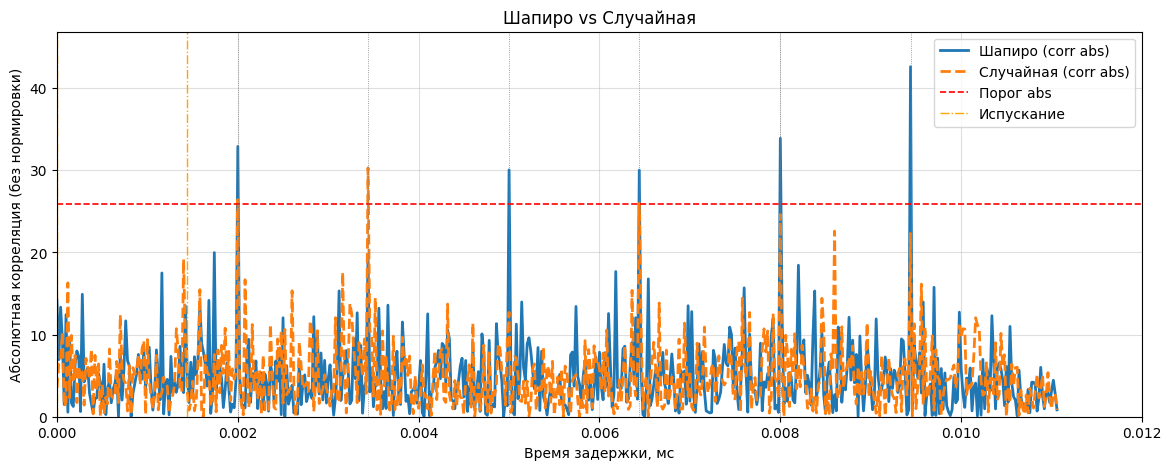 Шапиро vs Случайная
Абсолютная корреляция (без нормировки)
40
30
20
10
0
0.000 0.002 0.004 0.006 0.008 0.010 0.012
Время задержки, мс
Шапиро (corr abs)
Случайная (corr abs)
Порог abs
Испускание